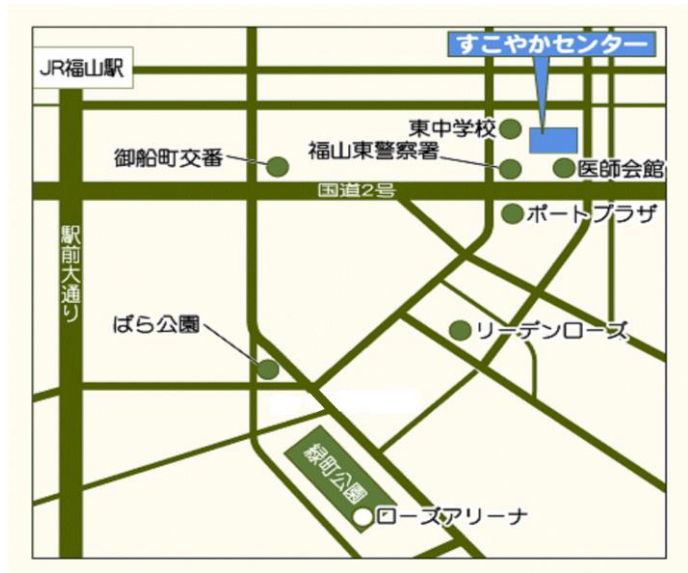 すこやかセンター
JR福山駅
東中学校
御船町交番
福山東警察署
医師会館
国道2号
ポートプラザ
駅前大通り
ばら公園
リーデンローズ
緑町公園
ローズアリーナ